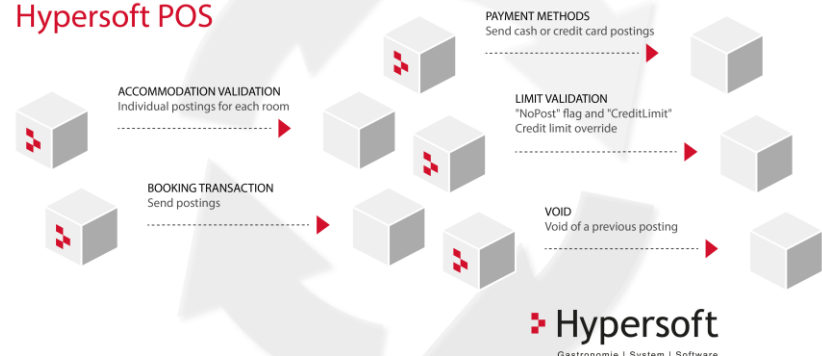 Hypersoft POS
PAYMENT METHODS
Send cash or credit card postings
ACCOMMODATION VALIDATION
Individual postings for each room
LIMIT VALIDATION
"NoPost" flag and "CreditLimit"
Credit limit override
BOOKING TRANSACTION
Send postings
VOID
Void of a previous posting
Hypersoft
Gastronomie | System | Software